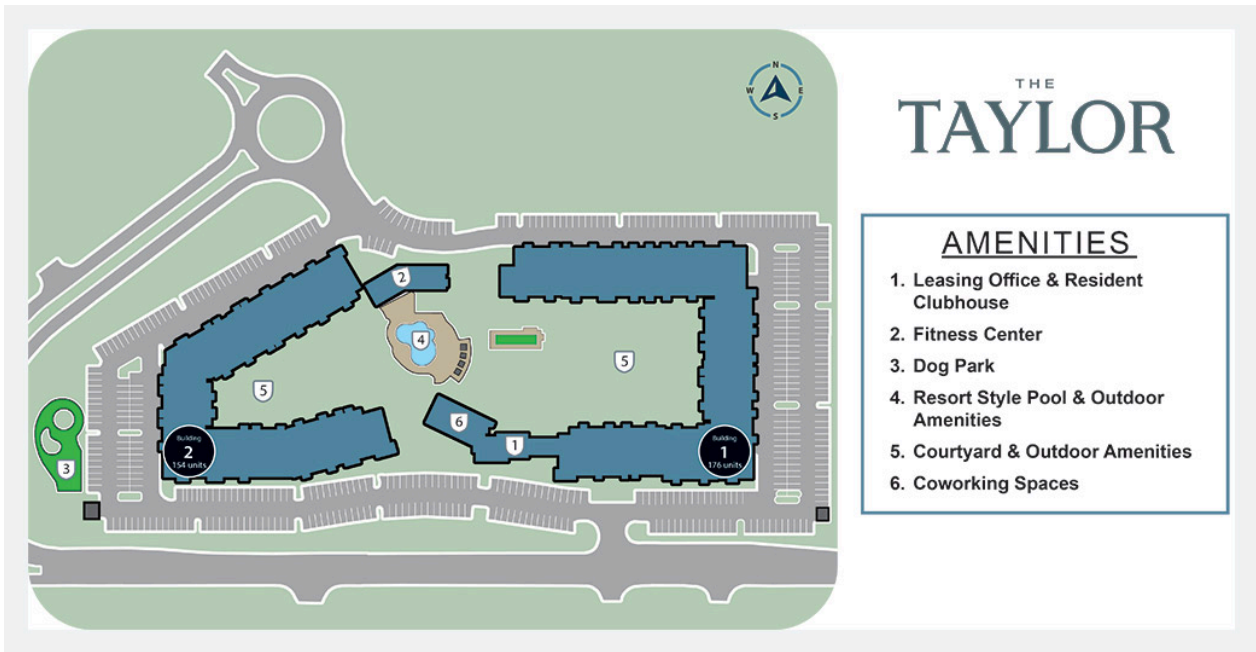 N
W
E
S
2
4
5
5
6
1
3
Building
2
154 units
Building
1
176 units
THE
TAYLOR
AMENITIES
1. Leasing Office & Resident
Clubhouse
2. Fitness Center
3. Dog Park
4. Resort Style Pool & Outdoor
Amenities
5. Courtyard & Outdoor Amenities
6. Coworking Spaces